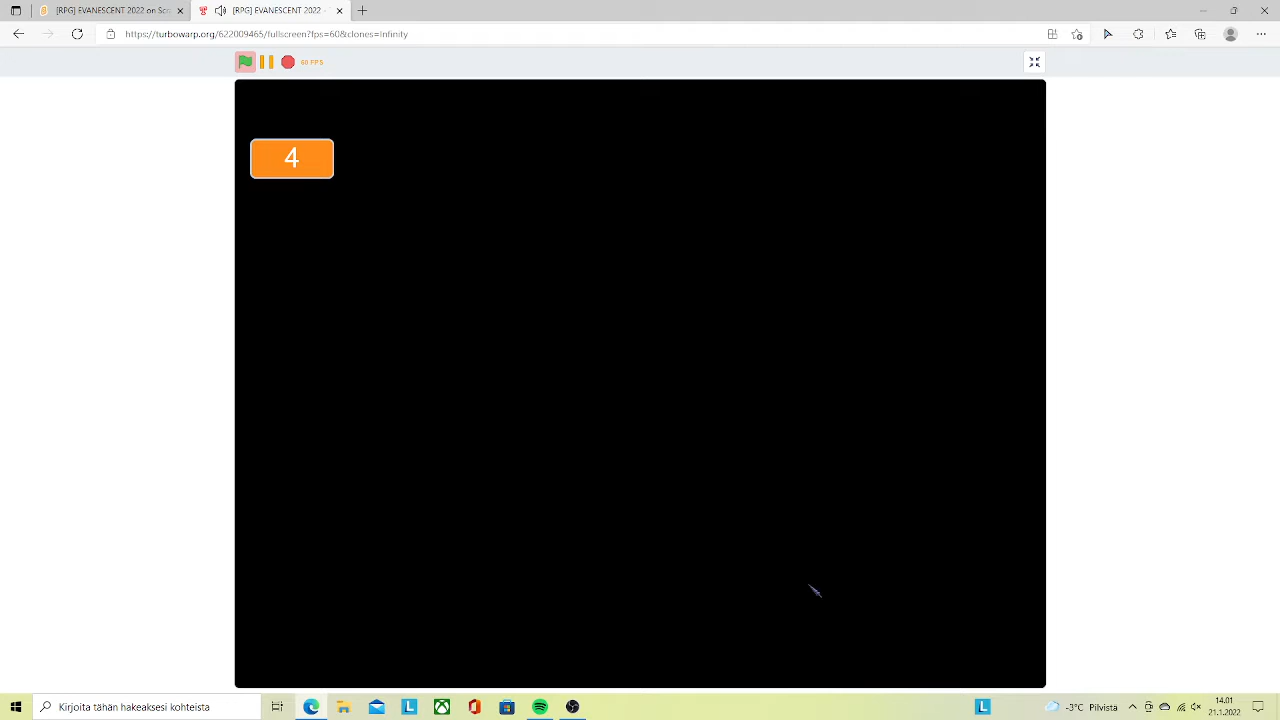 [RPG] EVANESCENT 2022 on Scra
[RPG] EVANESCENT 2022 -
https://turbowarp.org/622009465/fullscreen?fps=60&clones=Infinity
60 FPS
4
Kirjoita tähän hakeaksesi kohteista
L
L
-3°C Pilvistä
14.01
21.1.2022